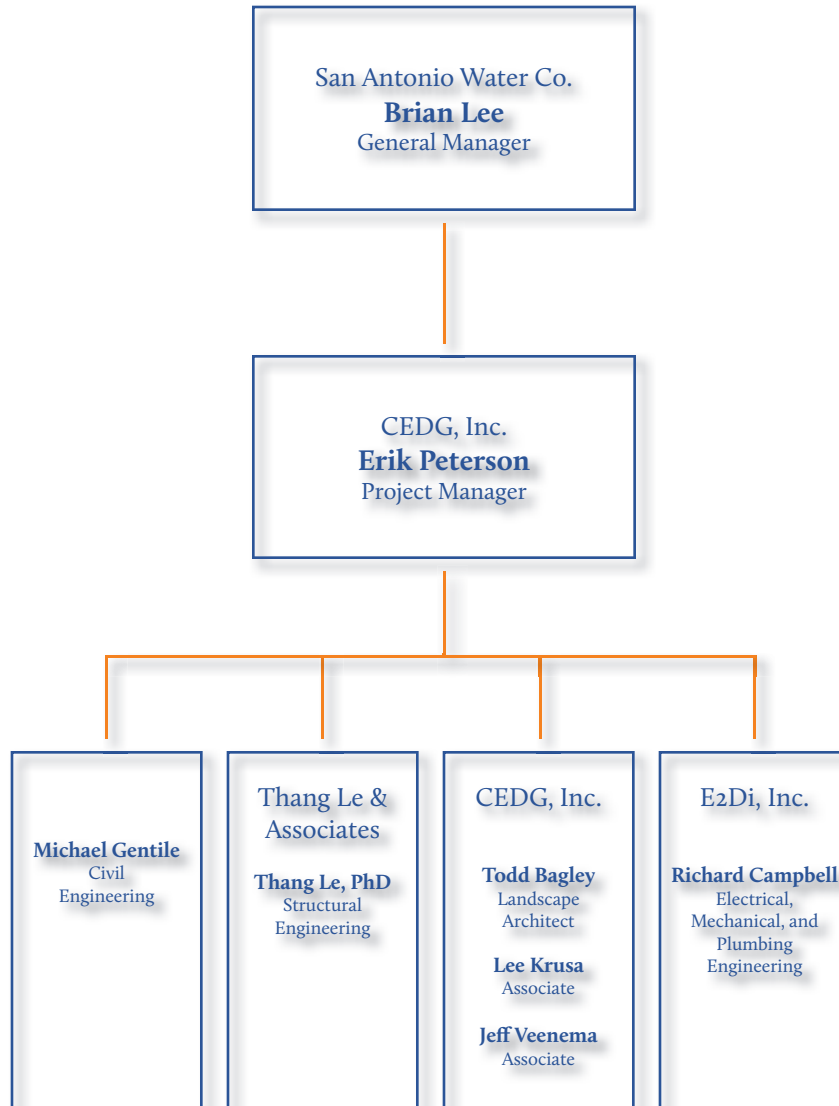 San Antonio Water Co.
Brian Lee
General Manager
CEDG, Inc.
Erik Peterson
Project Manager
Michael Gentile
Civil
Engineering
Thang Le &
Associates
Thang Le, PhD
Structural
Engineering
CEDG, Inc.
Todd Bagley
Landscape
Architect
Lee Krusa
Associate
Jeff Veenema
Associate
E2Di, Inc.
Richard Campbell
Electrical,
Mechanical, and
Plumbing
Engineering